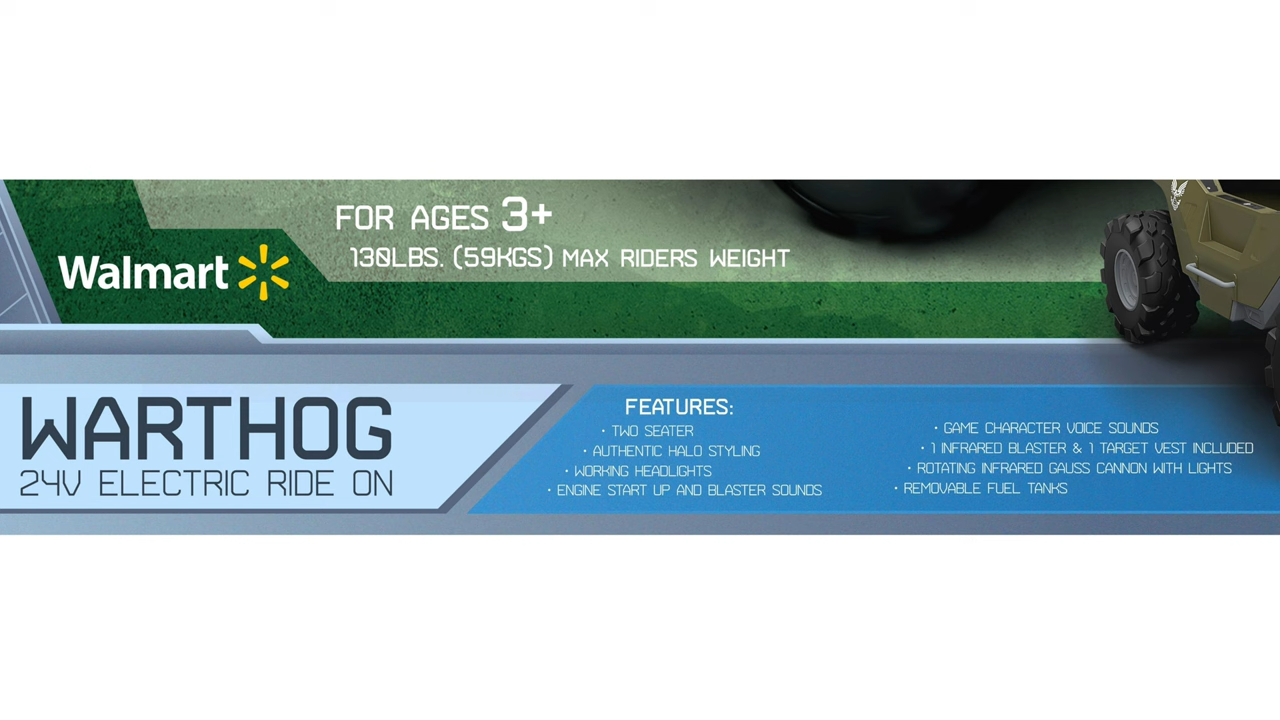 FOR AGES 3+
130LBS. (59KGS) MAX RIDERS WEIGHT
Walmart
WARTHOG
24V ELECTRIC RIDE ON
FEATURES:
· TWO SEATER
· AUTHENTIC HALO STYLING
· WORKING HEADLIGHTS
· ENGINE START UP AND BLASTER SOUNDS
· GAME CHARACTER VOICE SOUNDS
· 1 INFRARED BLASTER & 1 TARGET VEST INCLUDED
· ROTATING INFRARED GAUSS CANNON WITH LIGHTS
· REMOVABLE FUEL TANKS